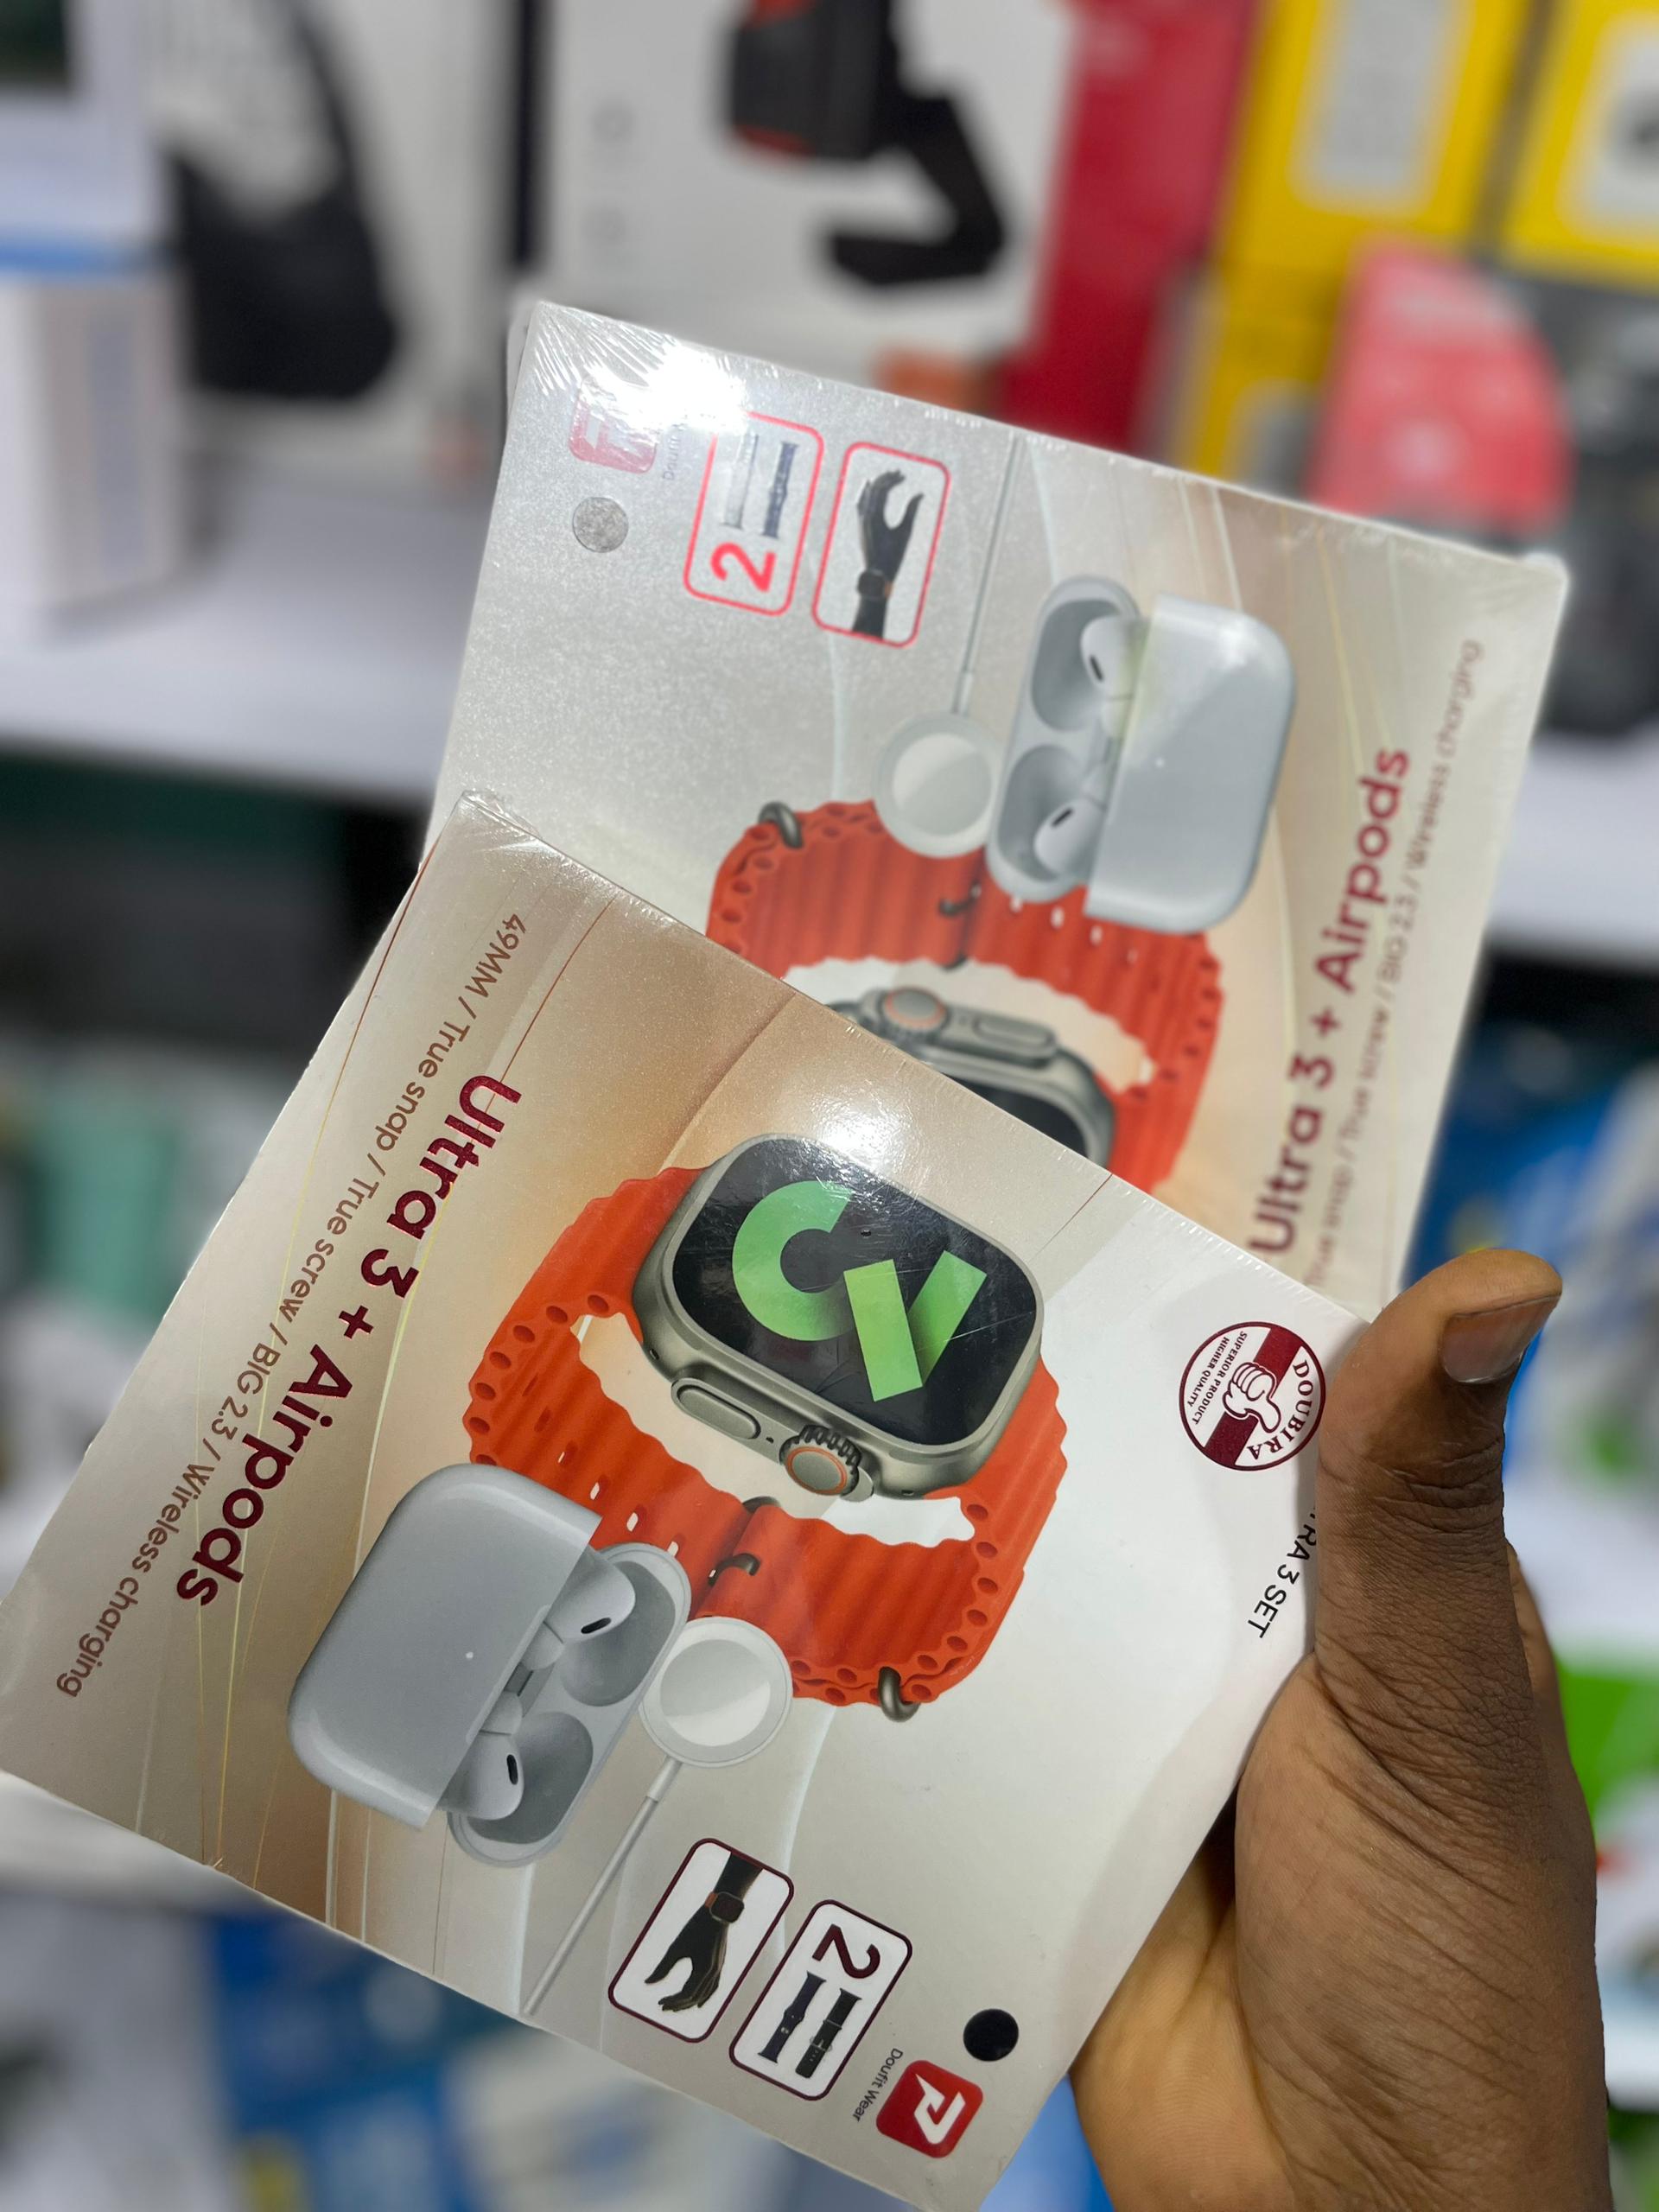 DOUBIRA
SUPERIOR PRODUCT
HIGHER QUALITY
TRA 3 SET
Doufit Wear
2
Ultra 3 + Airpods
49MM / True snap / True screw / BIG 2.3 / Wireless charging
Ultra 3 + Airpods
True snap / True screw / BIG 2.3 / Wireless charging
2